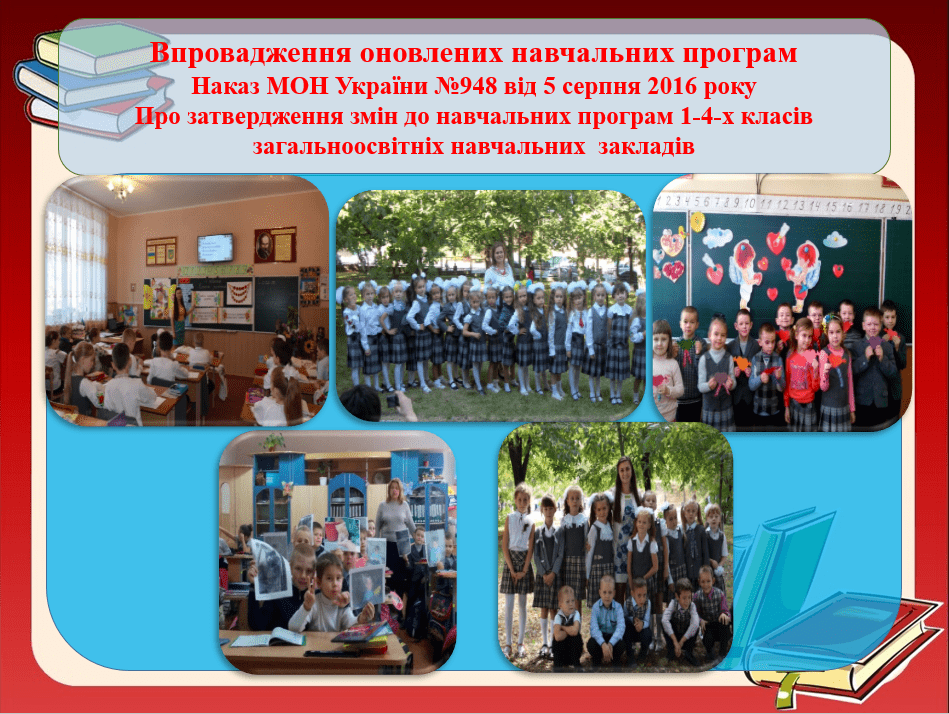 Впровадження оновлених навчальних програм
Наказ МОН України №948 від 5 серпня 2016 року
Про затвердження змін до навчальних програм 1-4-х класів
загальноосвітніх навчальних закладів
1 2 3 4 5 6 7 8 9 10 11 12 13 14 15 16 17 18 19 2